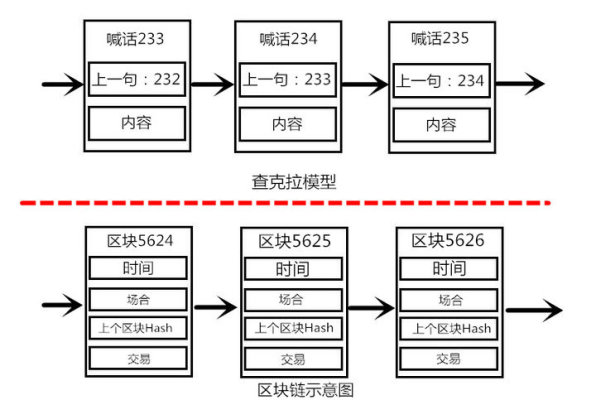 喊话233 喊话234 喊话235
上一句：232 上一句：233 上一句：234
内容 内容 内容
查克拉模型
区块5624 区块5625 区块5626
时间 时间 时间
场合 场合 场合
上个区块Hash 上个区块Hash 上个区块Hash
交易 交易 交易
区块链示意图